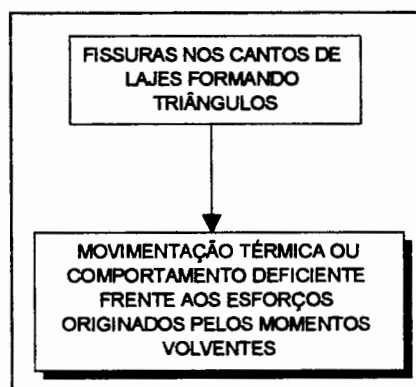 FISSURAS NOS CANTOS DE
LAJES FORMANDO
TRIÂNGULOS
MOVIMENTAÇÃO TÉRMICA OU
COMPORTAMENTO DEFICIENTE
FRENTE AOS ESFORÇOS
ORIGINADOS PELOS MOMENTOS
VOLVENTES